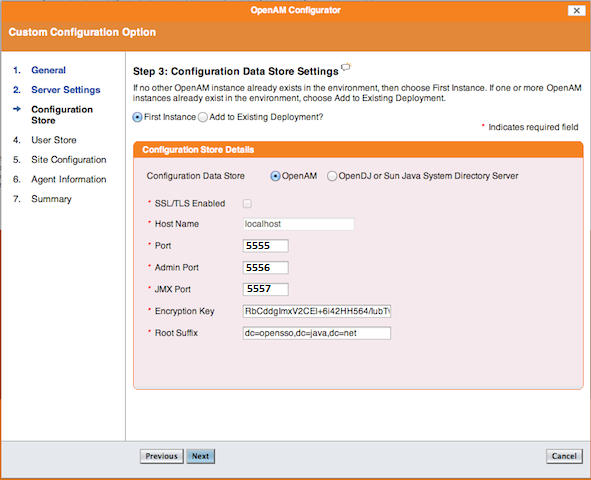 OpenAM Configurator
Custom Configuration Option
1. General
2. Server Settings
Configuration
Store
4. User Store
5. Site Configuration
6. Agent Information
7. Summary
Step 3: Configuration Data Store Settings
If no other OpenAM instance already exists in the environment, then choose First Instance. If one or more OpenAM
instances already exist in the environment, choose Add to Existing Deployment.
First Instance Add to Existing Deployment?
* Indicates required field
Configuration Store Details
Configuration Data Store OpenAM OpenDJ or Sun Java System Directory Server
* SSL/TLS Enabled
* Host Name localhost
* Port 5555
* Admin Port 5556
* JMX Port 5557
* Encryption Key
* Root Suffix dc=opensso,dc=java,dc=net
Previous Next Cancel